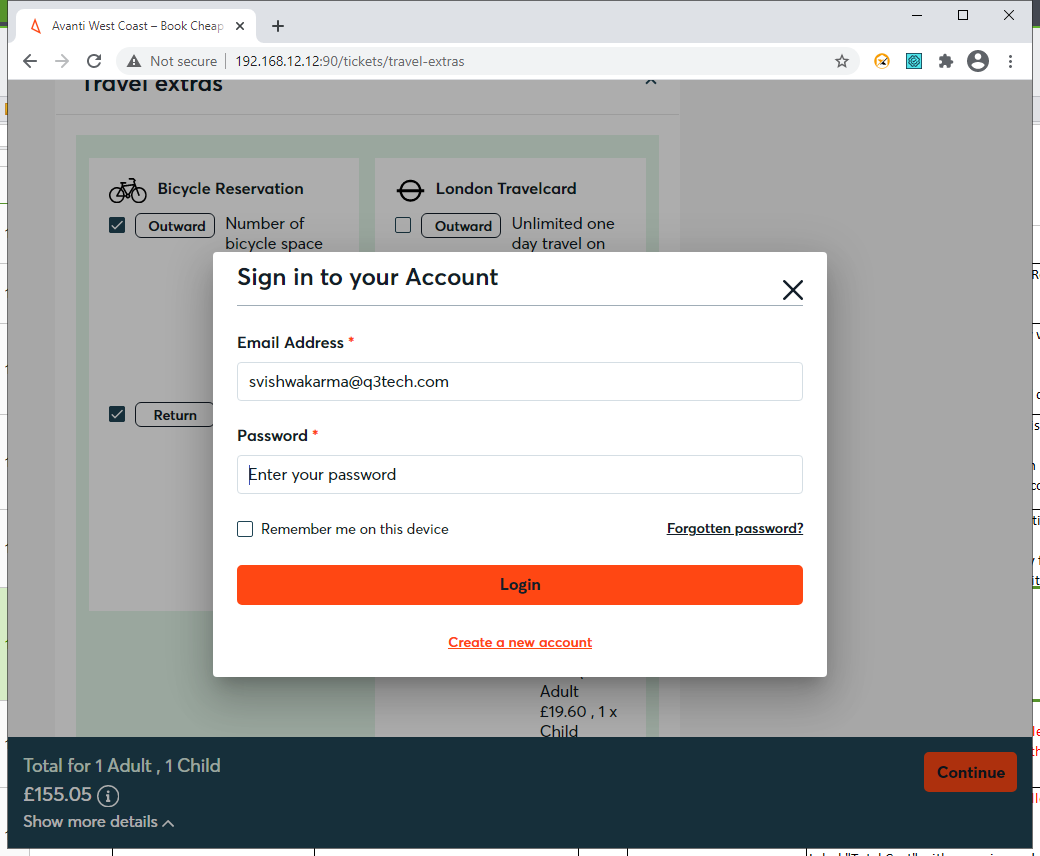 Avanti West Coast – Book Cheap
Not secure
192.168.12.12:90/tickets/travel-extras
Travel extras
Bicycle Reservation
London Travelcard
Outward
Number of
bicycle space
Outward
Unlimited one
day travel on
Sign in to your Account
Email Address *
svishwakarma@q3tech.com
Return
Password *
Enter your password
Remember me on this device
Forgotten password?
Login
Create a new account
Adult
£19.60 , 1 x
Child
Total for 1 Adult , 1 Child
£155.05
Show more details
Continue